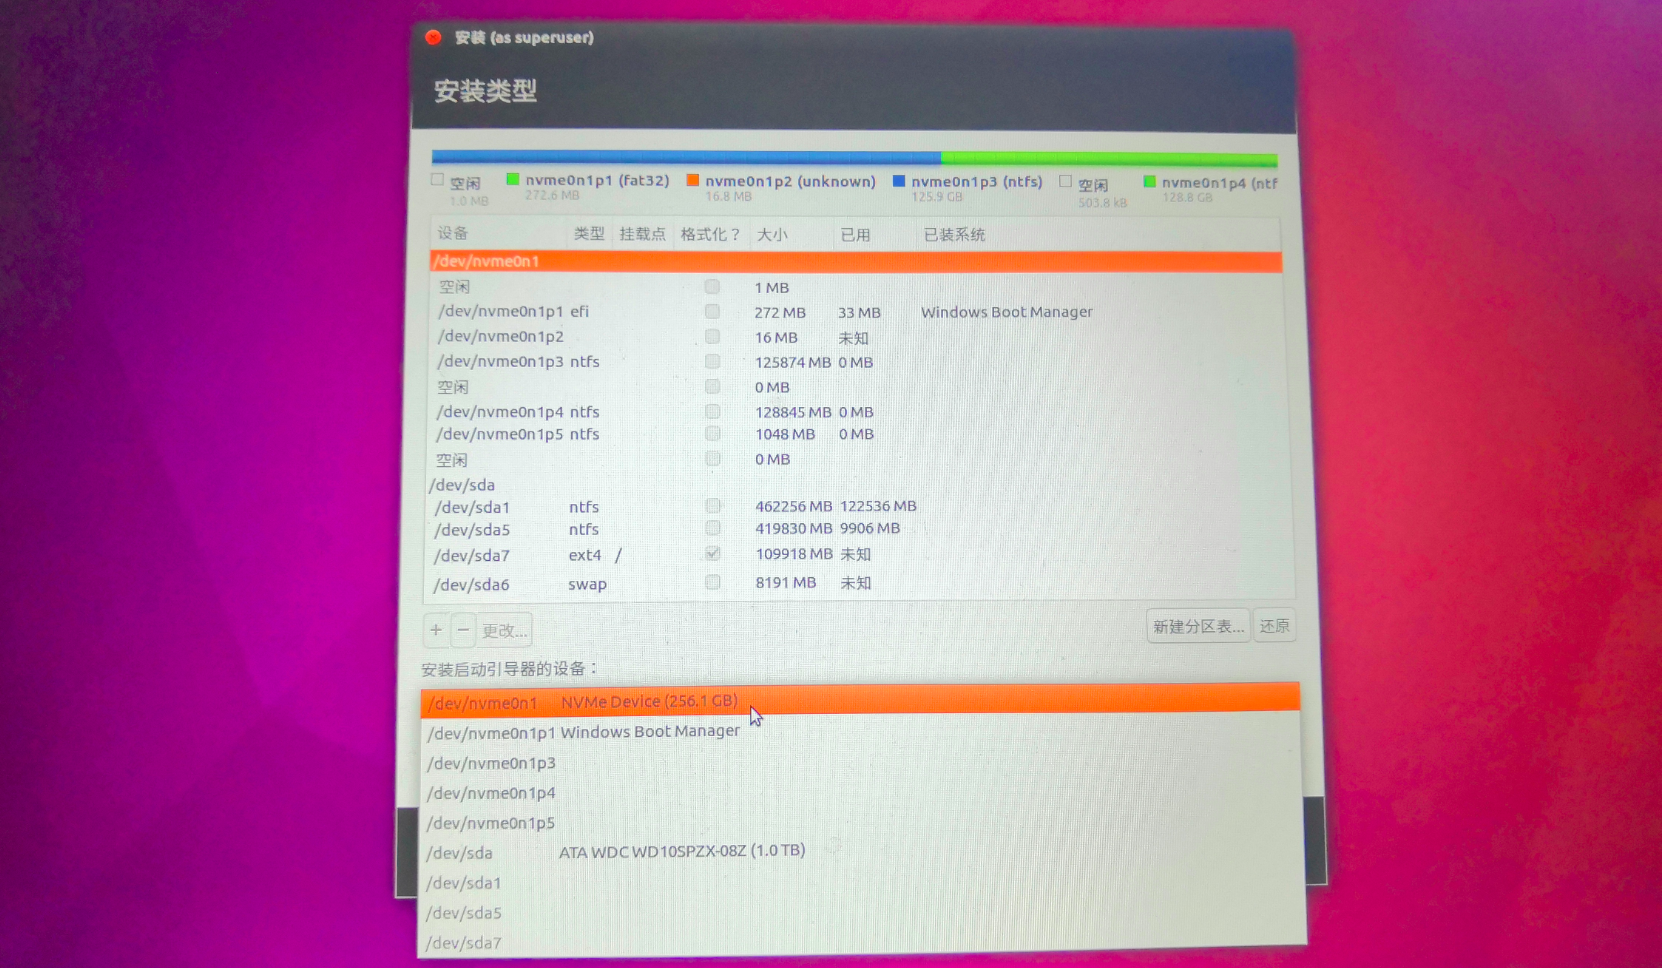 安装 (as superuser)
安装类型
空闲 nvme0n1p1 (fat32) nvme0n1p2 (unknown) nvme0n1p3 (ntfs) 空闲 nvme0n1p4 (ntf
1.0 MB 272.6 MB 16.8 MB 125.9 GB 503.8 kB 128.8 GB
设备 类型 挂载点 格式化？ 大小 已用 已装系统
/dev/nvme0n1
空闲 1 MB
/dev/nvme0n1p1 efi 272 MB 33 MB Windows Boot Manager
/dev/nvme0n1p2 16 MB 未知
/dev/nvme0n1p3 ntfs 125874 MB 0 MB
空闲 0 MB
/dev/nvme0n1p4 ntfs 128845 MB 0 MB
/dev/nvme0n1p5 ntfs 1048 MB 0 MB
空闲 0 MB
/dev/sda
/dev/sda1 ntfs 462256 MB 122536 MB
/dev/sda5 ntfs 419830 MB 9906 MB
/dev/sda7 ext4 / 109918 MB 未知
/dev/sda6 swap 8191 MB 未知
+ − 更改... 新建分区表... 还原
安装启动引导器的设备：
/dev/nvme0n1 NVMe Device (256.1 GB)
/dev/nvme0n1p1 Windows Boot Manager
/dev/nvme0n1p3
/dev/nvme0n1p4
/dev/nvme0n1p5
/dev/sda ATA WDC WD10SPZX-08Z (1.0 TB)
/dev/sda1
/dev/sda5
/dev/sda7